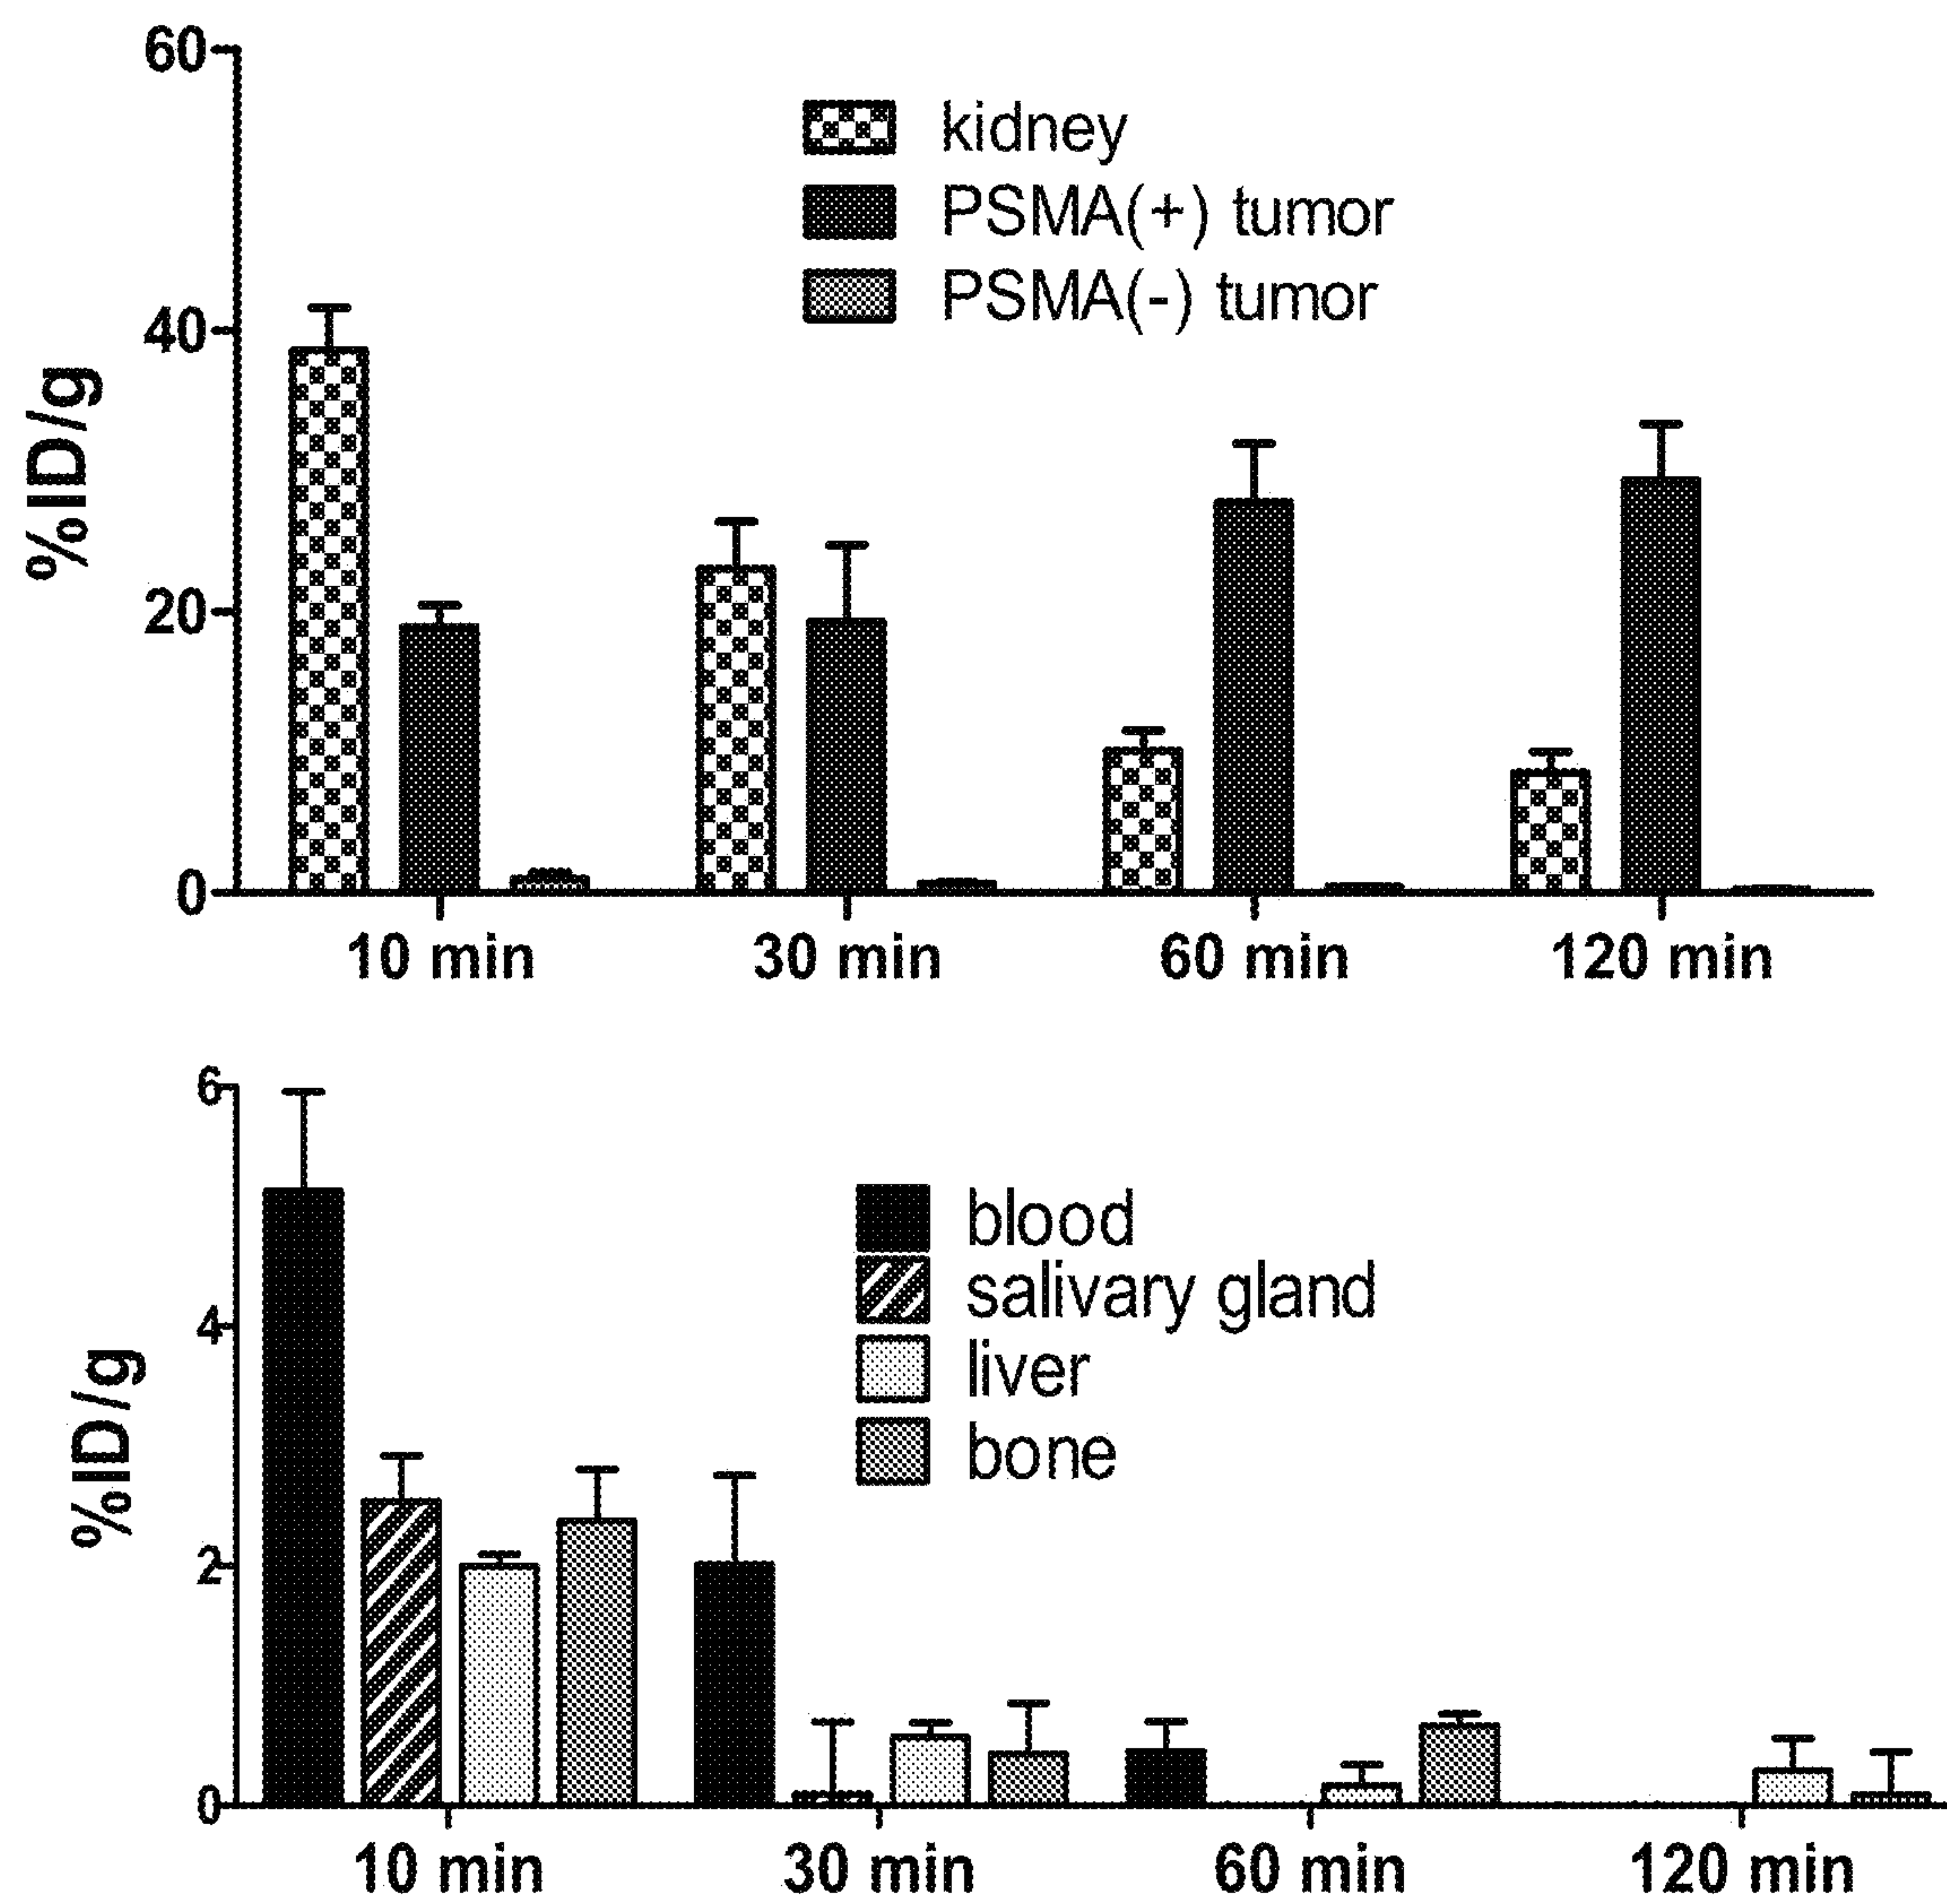 60
kidney
PSMA(+) tumor
PSMA(-) tumor
40
%ID/g
20
0
10 min 30 min 60 min 120 min
6
blood
salivary gland
4
liver
%ID/g
bone
2
0
10 min 30 min 60 min 120 min